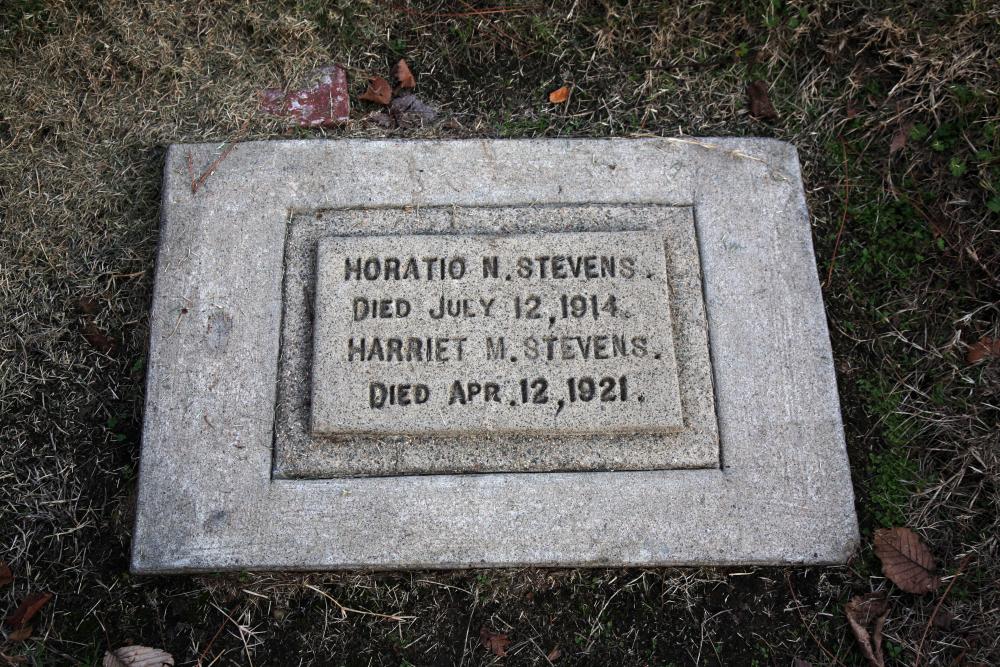 HORATIO N. STEVENS.
DIED JULY 12, 1914.
HARRIET M. STEVENS.
DIED APR. 12, 1921.